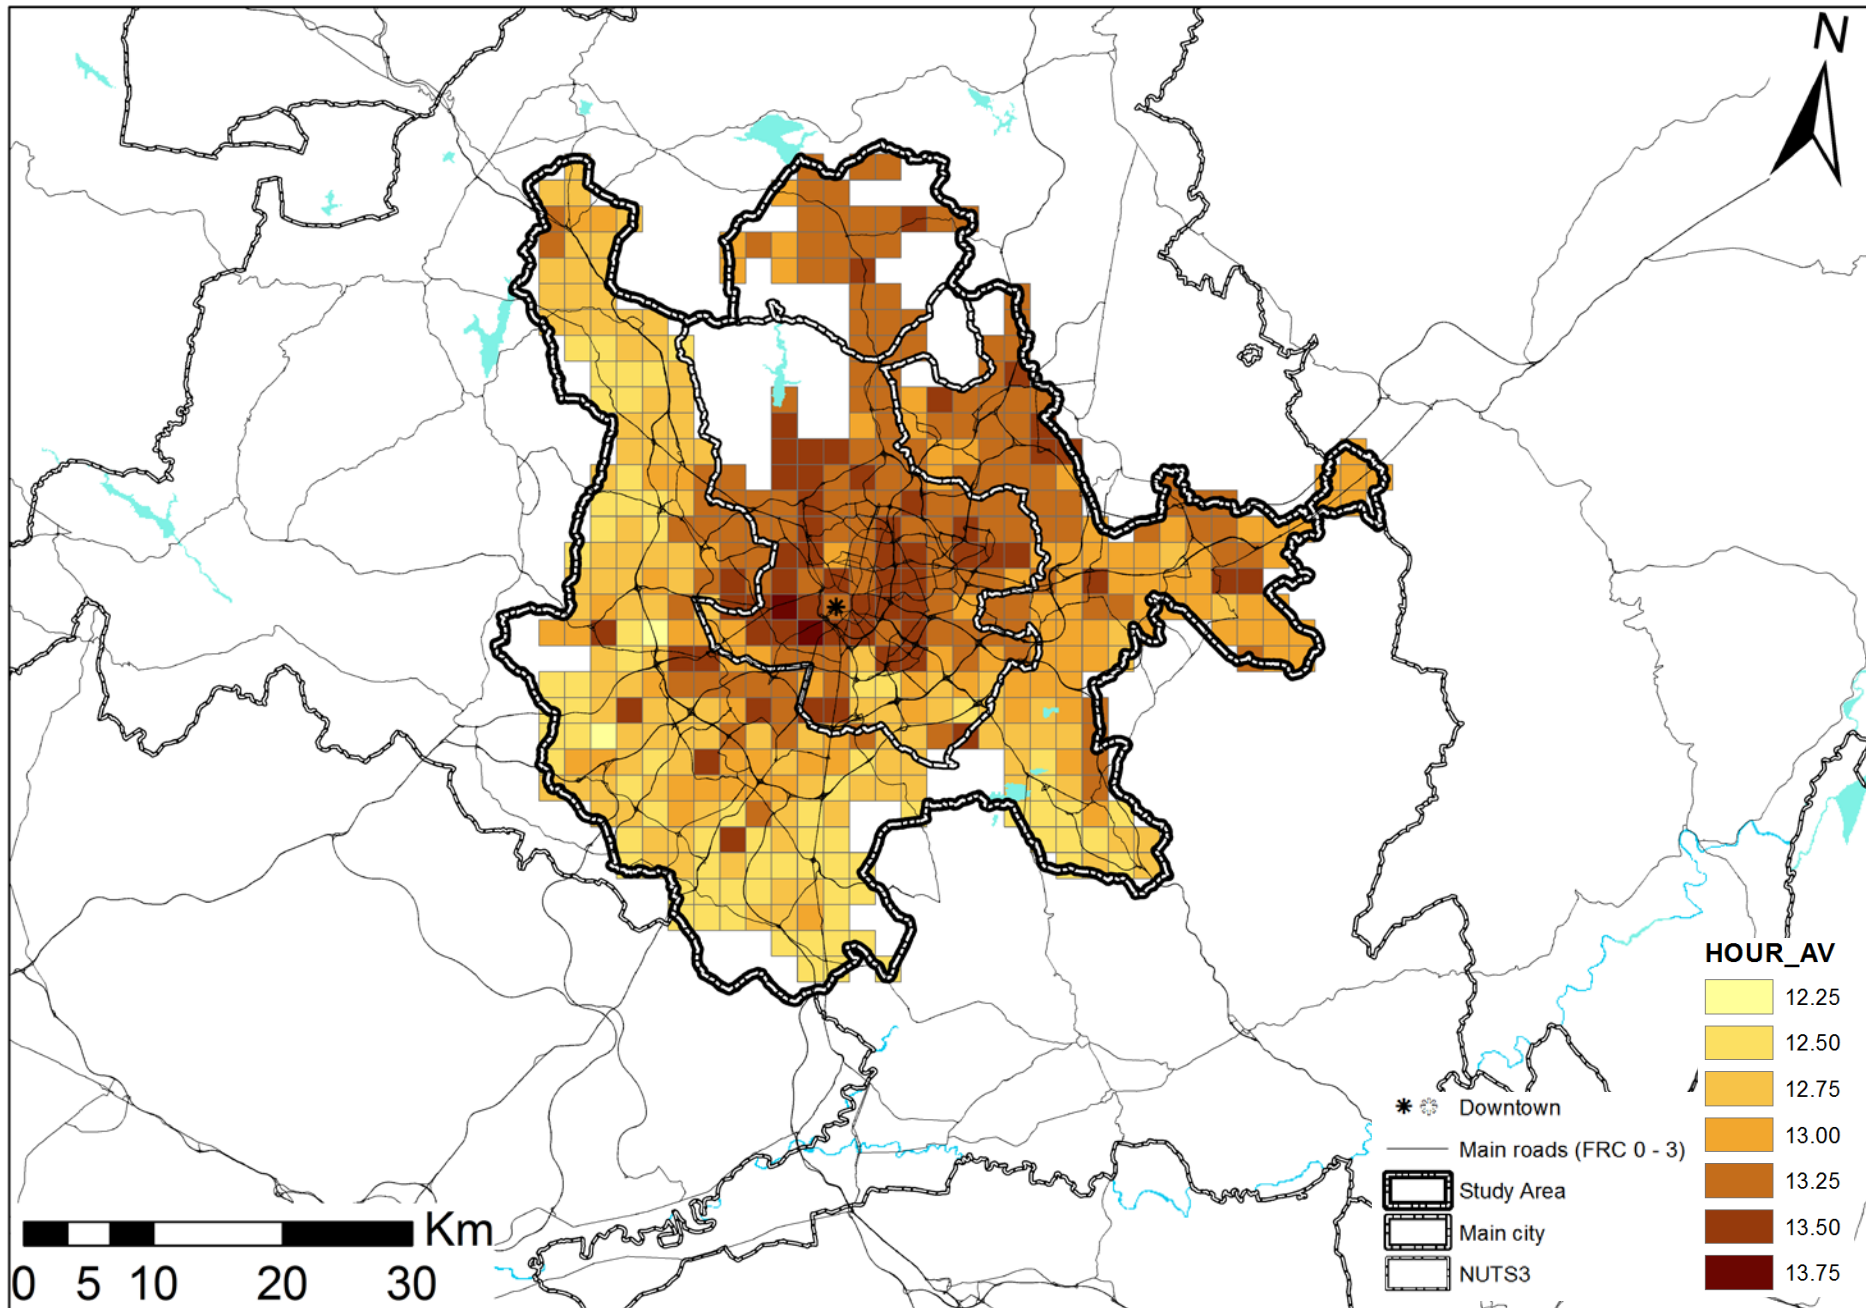 N
HOUR_AV
12.25
12.50
12.75
13.00
13.25
13.50
13.75
Downtown
Main roads (FRC 0 - 3)
Study Area
Main city
NUTS3
Km
0 5 10 20 30